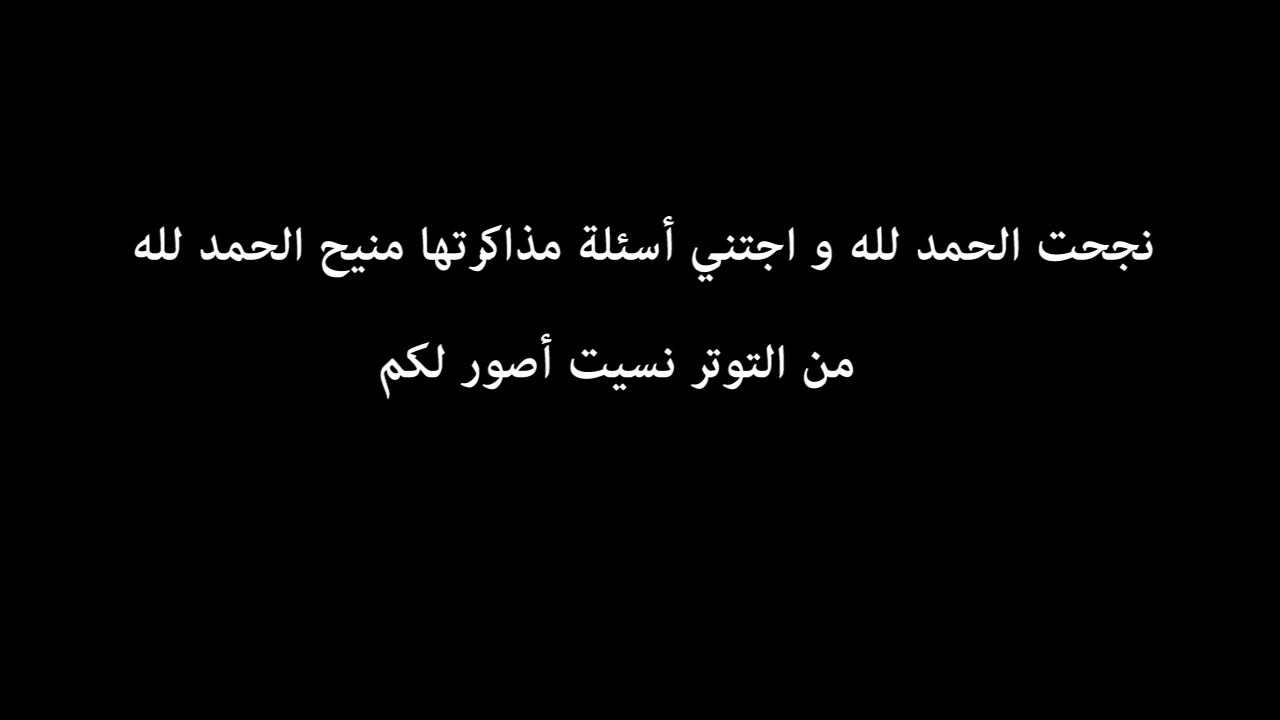 نجحت الحمد لله و اجتني أسئلة مذاكرتها منيح الحمد لله
من التوتر نسيت أصور لكم